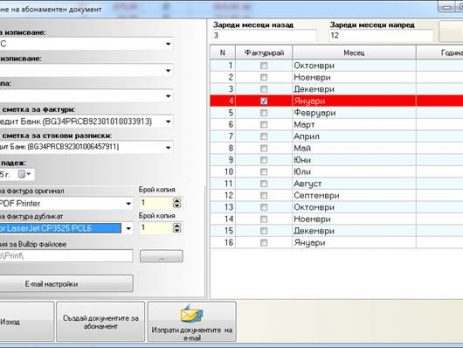 не на абонаментен документ
изписване:
С
изписване:
па:
сметка за фактури:
едит Банк (BG34PRCB92301010033913)
сметка за стокови разписки:
дит Банк (BG34PRCB92301006457911)
падеж:
5 г.
а фактура оригинал
Брой копия
PDF Printer
1
а фактура дубликат
Брой копия
or LaserJet CP3525 PCL6
1
ия за Bullzip файлове
p\Print\
...
E-mail настройки
Изход
Създай документите за
абонамент
Изпрати документите на
e-mail
Зареди месеци назад
Зареди месеци напред
3
12
N Фактурирай Месец Година
1 Октомври
2 Ноември
3 Декември
4 Януари
5 Февруари
6 Март
7 Април
8 Май
9 Юни
10 Юли
11 Август
12 Септември
13 Октомври
14 Ноември
15 Декември
16 Януари